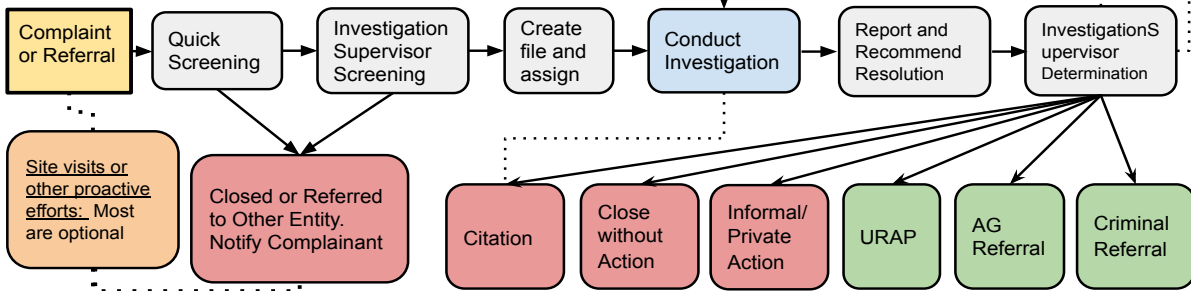 Complaint
or Referral
Quick
Screening
Investigation
Supervisor
Screening
Create
file and
assign
Conduct
Investigation
Report and
Recommend
Resolution
InvestigationS
upervisor
Determination
Site visits or
other proactive
efforts: Most
are optional
Closed or Referred
to Other Entity.
Notify Complainant
Citation
Close
without
Action
Informal/
Private
Action
URAP
AG
Referral
Criminal
Referral